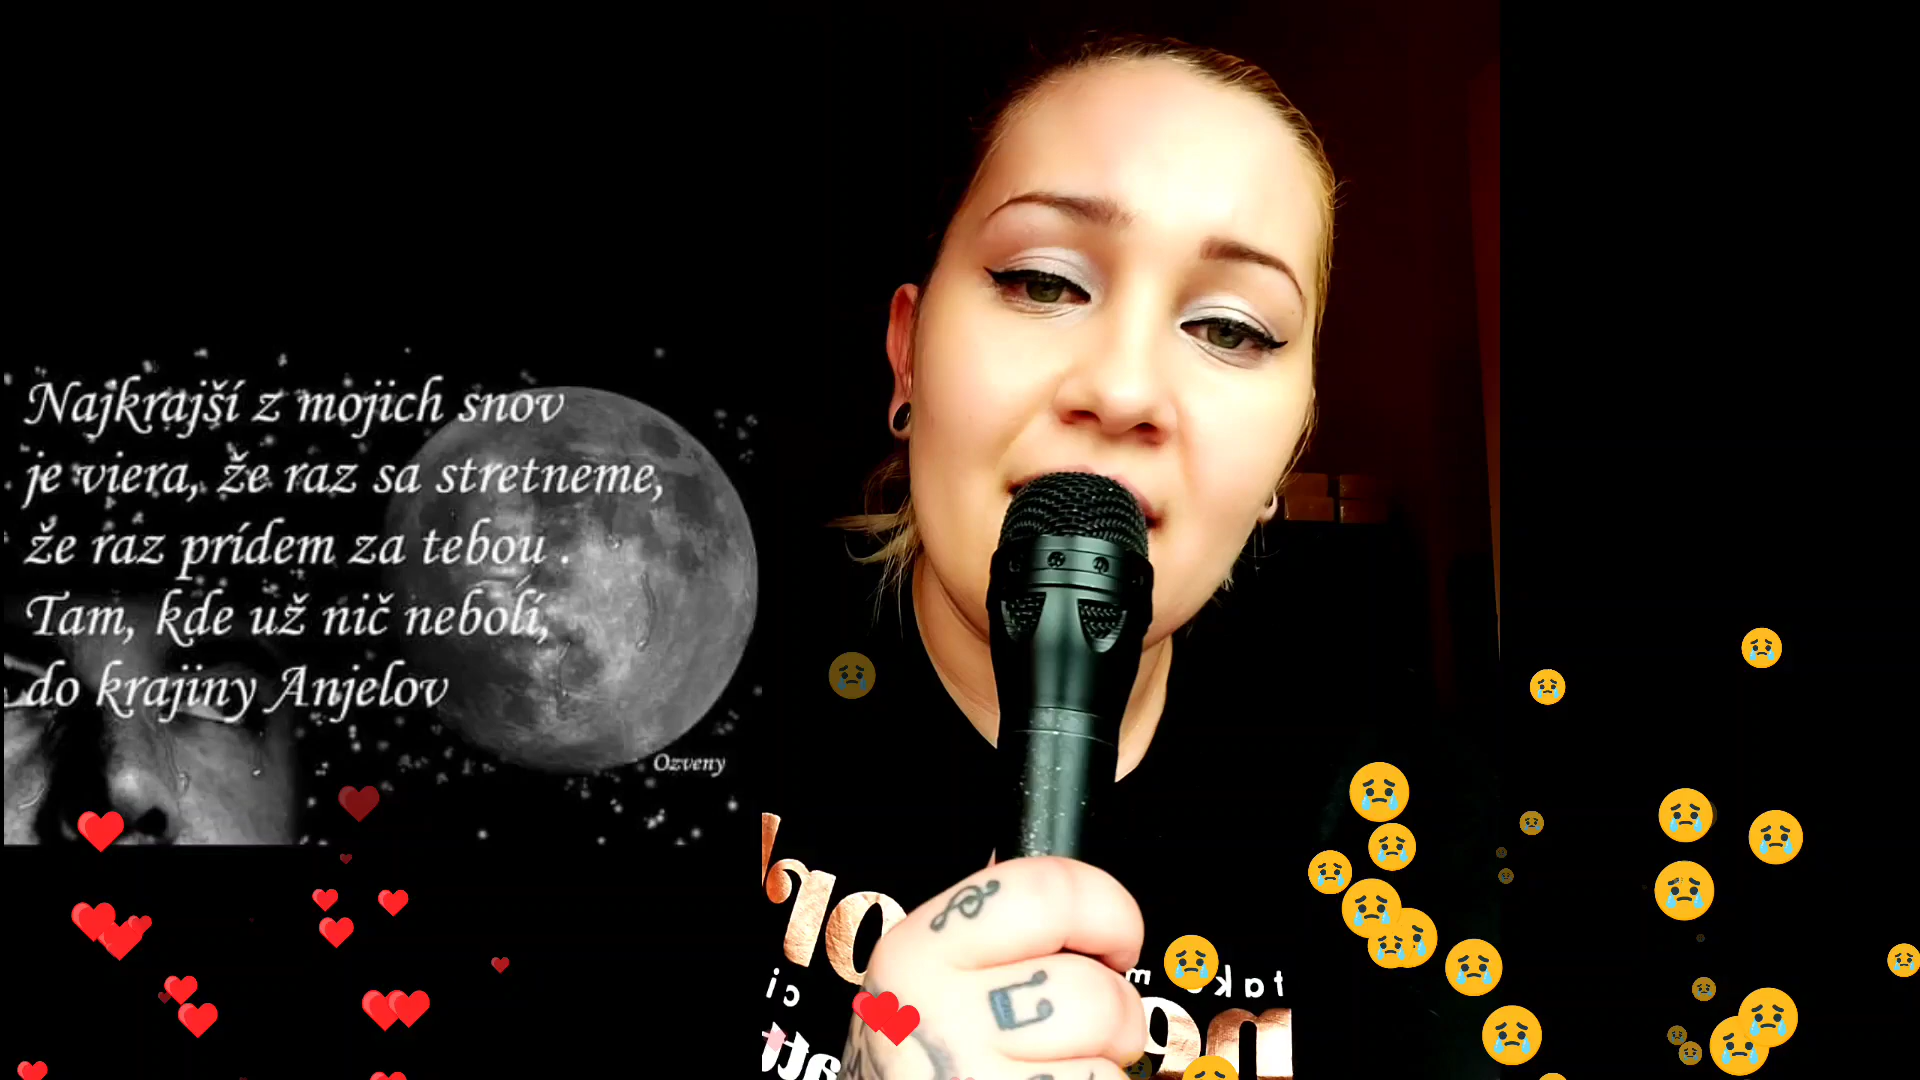 Najkrajší z mojich snov
je viera, že raz sa stretneme,
že raz prídem za tebou .
Tam, kde už nič nebolí,
do krajiny Anjelov
Ozveny